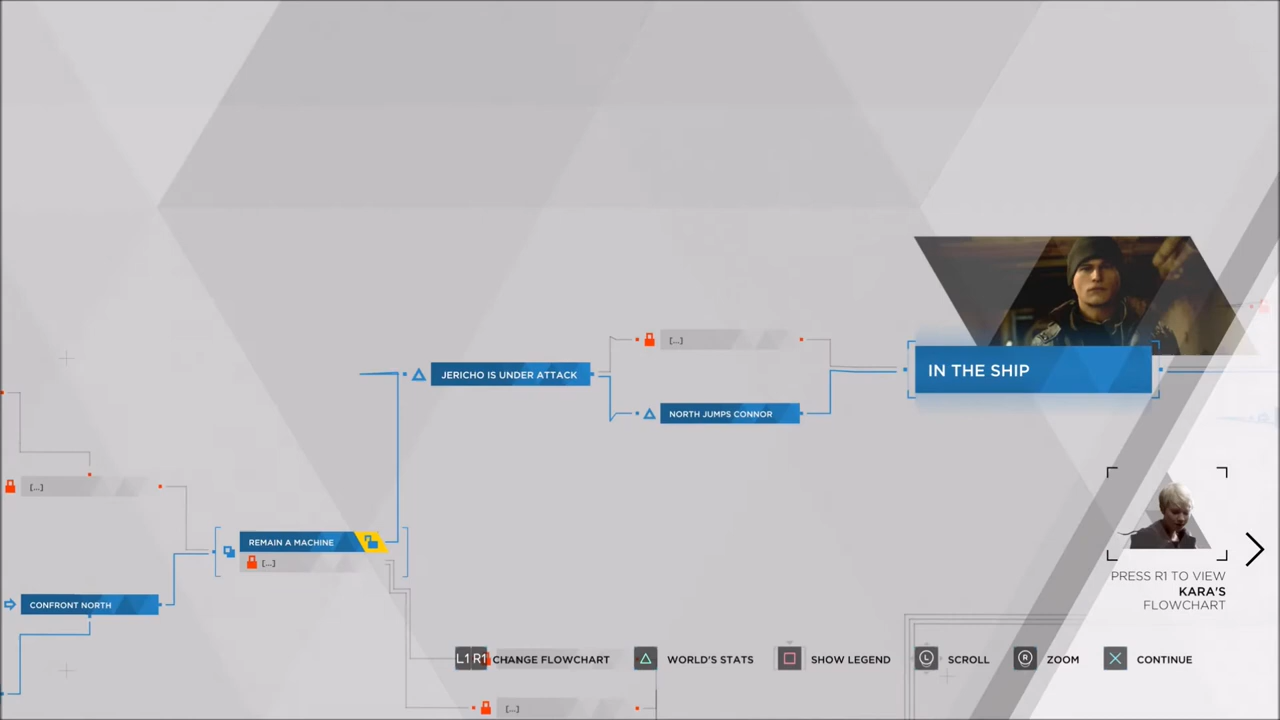 [...]
JERICHO IS UNDER ATTACK
IN THE SHIP
NORTH JUMPS CONNOR
[...]
REMAIN A MACHINE
[...]
CONFRONT NORTH
PRESS R1 TO VIEW
KARA'S
FLOWCHART
L1 R1 CHANGE FLOWCHART
WORLD'S STATS
SHOW LEGEND
L SCROLL
R ZOOM
CONTINUE
[...]